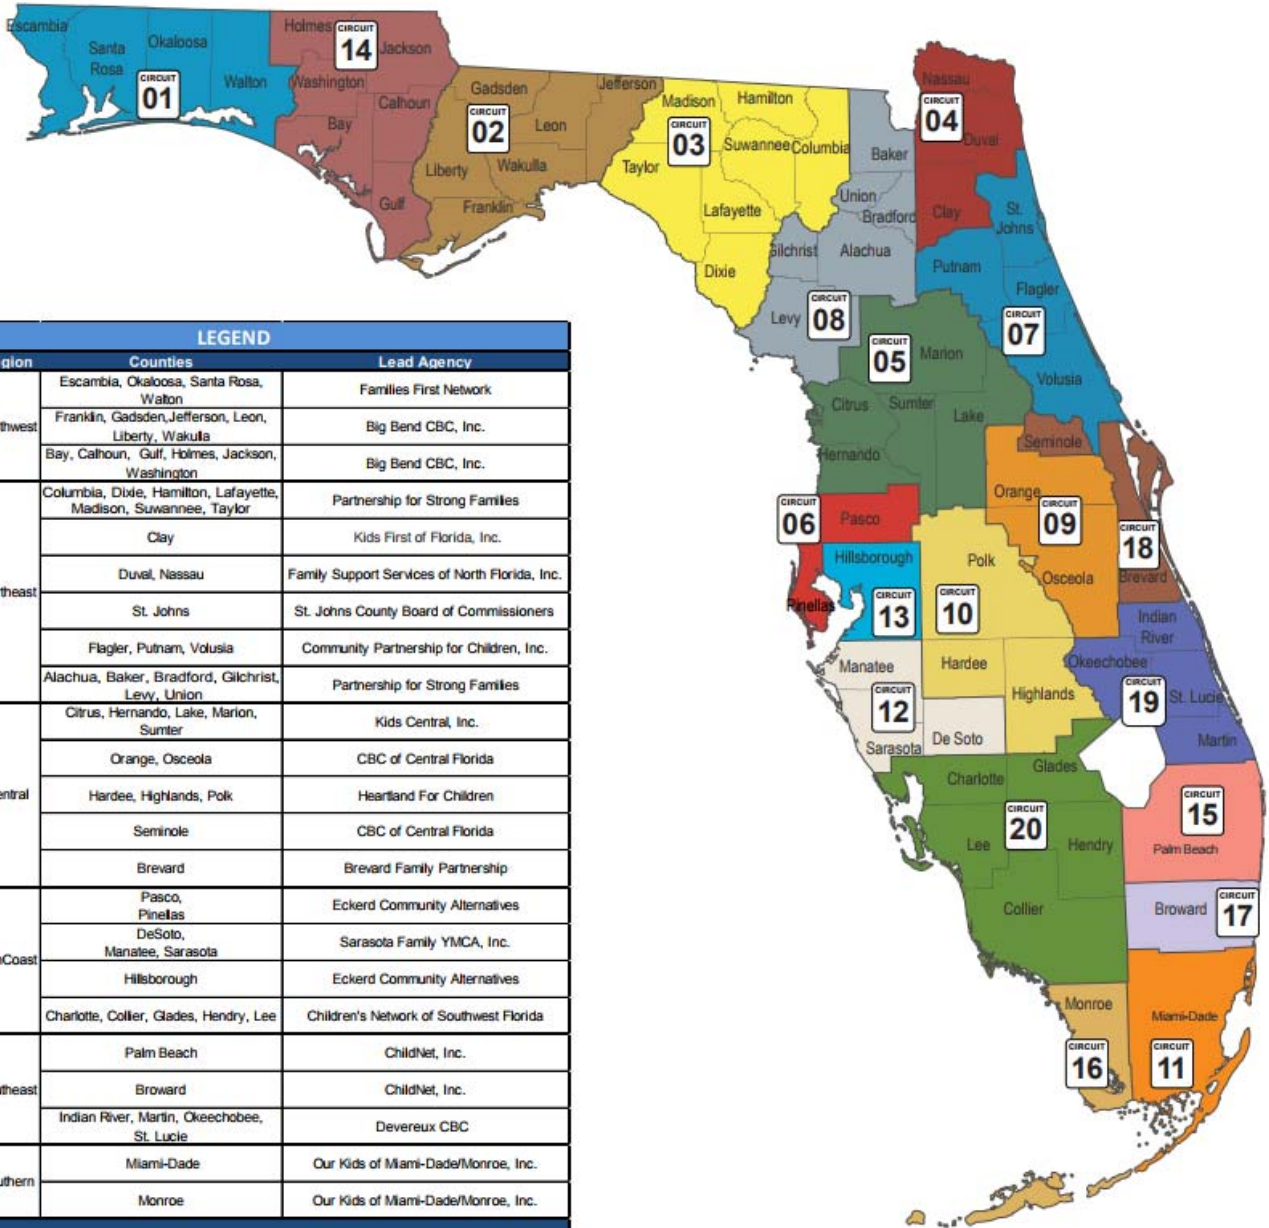 Escambia
Santa
Rosa
Okaloosa
Walton
CIRCUIT
01
Holmes
CIRCUIT
14
Jackson
Washington
Calhoun
Bay
Gulf
Gadsden
Jefferson
CIRCUIT
02
Leon
Liberty
Wakulla
Franklin
Madison
Hamilton
CIRCUIT
03
Suwannee
Columbia
Taylor
Lafayette
Dixie
Nassau
CIRCUIT
04
Duval
Clay
Baker
Union
Bradford
Gilchrist
Alachua
Levy
CIRCUIT
08
St.
Johns
Putnam
Flagler
CIRCUIT
07
Volusia
CIRCUIT
05
Marion
Citrus
Sumter
Lake
Hernando
Seminole
Orange
CIRCUIT
09
Osceola
CIRCUIT
18
Brevard
CIRCUIT
06
Pasco
Pinellas
Hillsborough
CIRCUIT
13
Polk
CIRCUIT
10
Hardee
Highlands
Indian
River
Okeechobee
CIRCUIT
19
St. Lucie
Martin
Manatee
CIRCUIT
12
Sarasota
De Soto
Charlotte
Glades
CIRCUIT
20
Lee
Hendry
Collier
CIRCUIT
15
Palm Beach
Broward
CIRCUIT
17
Monroe
CIRCUIT
16
Miami-Dade
CIRCUIT
11
LEGEND
gion Counties Lead Agency
Escambia, Okaloosa, Santa Rosa,
Walton
Families First Network
thwest
Franklin, Gadsden,Jefferson, Leon,
Liberty, Wakulla
Big Bend CBC, Inc.
Bay, Calhoun, Gulf, Holmes, Jackson,
Washington
Big Bend CBC, Inc.
Columbia, Dixie, Hamilton, Lafayette,
Madison, Suwannee, Taylor
Partnership for Strong Families
Clay Kids First of Florida, Inc.
theast
Duval, Nassau Family Support Services of North Florida, Inc.
St. Johns St. Johns County Board of Commissioners
Flagler, Putnam, Volusia Community Partnership for Children, Inc.
Alachua, Baker, Bradford, Gilchrist,
Levy, Union
Partnership for Strong Families
Citrus, Hernando, Lake, Marion,
Sumter
Kids Central, Inc.
Orange, Osceola CBC of Central Florida
entral
Hardee, Highlands, Polk Heartland For Children
Seminole CBC of Central Florida
Brevard Brevard Family Partnership
Pasco,
Pinellas
Eckerd Community Alternatives
nCoast
DeSoto,
Manatee, Sarasota
Sarasota Family YMCA, Inc.
Hillsborough Eckerd Community Alternatives
Charlotte, Collier, Glades, Hendry, Lee Children's Network of Southwest Florida
Palm Beach ChildNet, Inc.
theast
Broward ChildNet, Inc.
Indian River, Martin, Okeechobee,
St. Lucie
Devereux CBC
uthern
Miami-Dade Our Kids of Miami-Dade/Monroe, Inc.
Monroe Our Kids of Miami-Dade/Monroe, Inc.